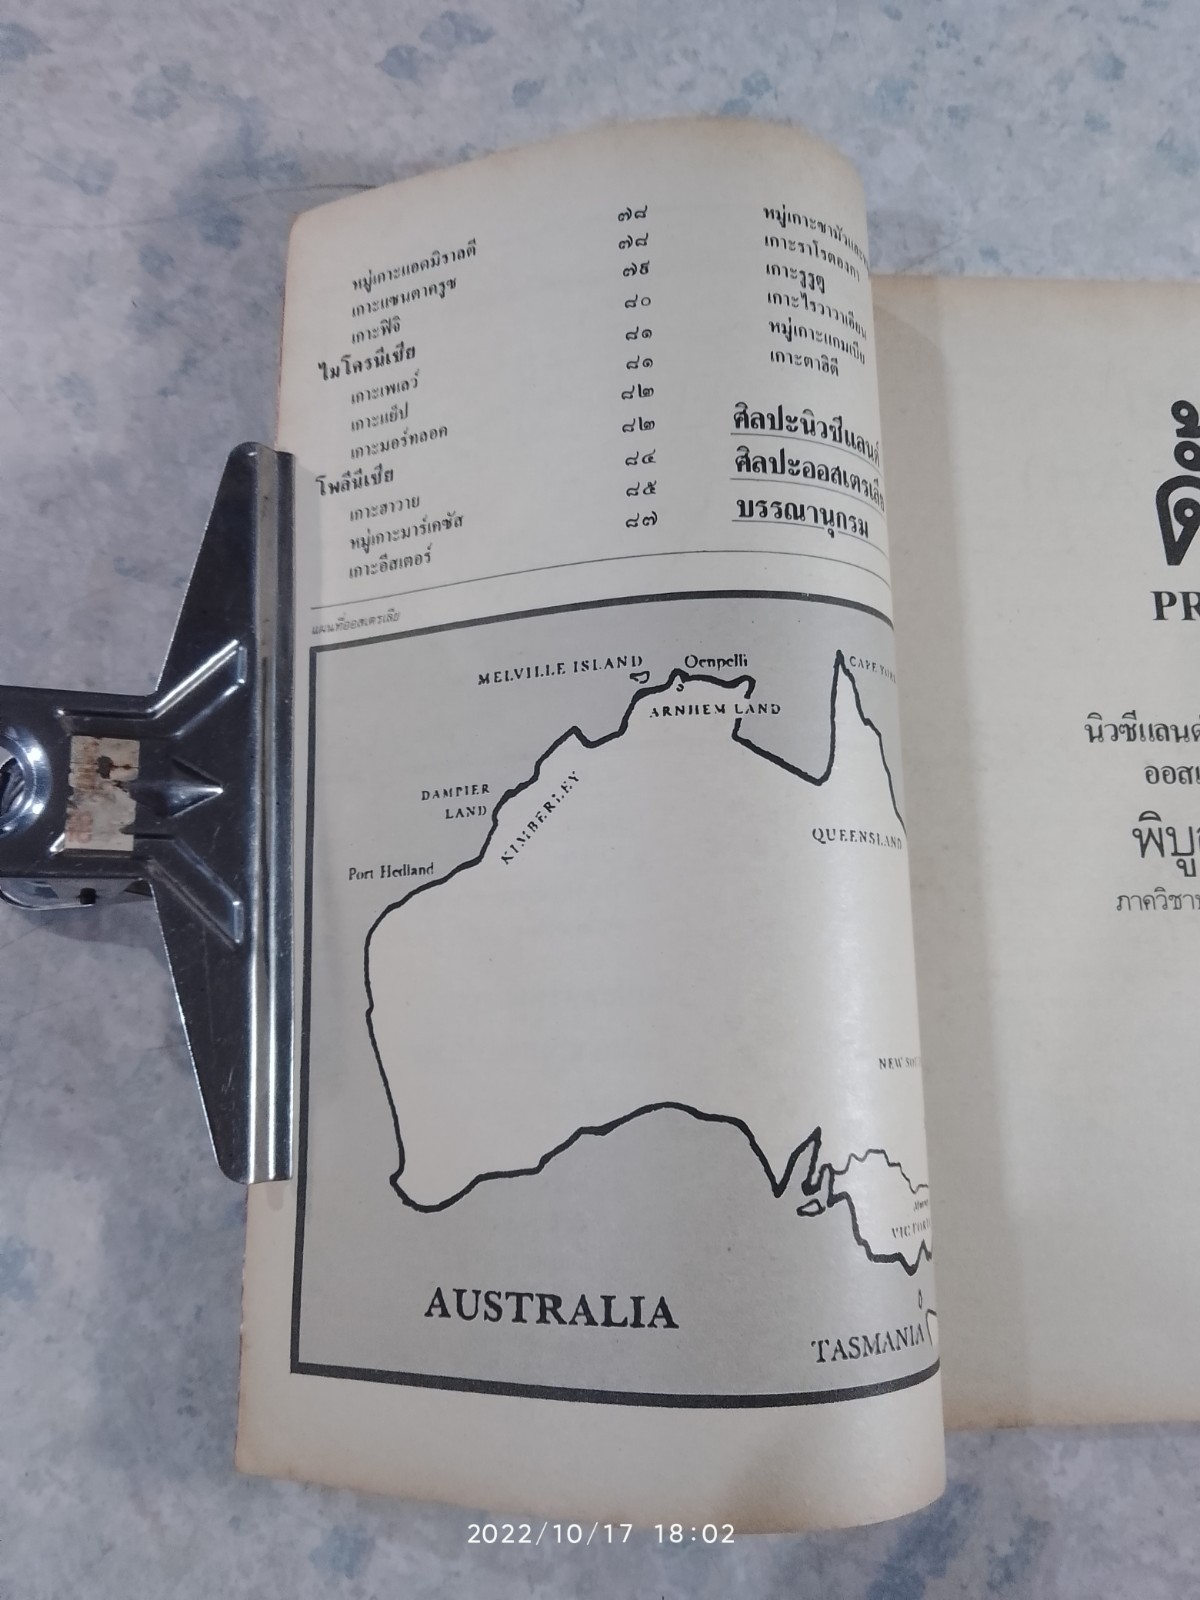 หมู่เกาะแอดมิราลตี ๗๘
เกาะแซนตาครูซ ๗๘
เกาะฟิจิ ๗๙
ไมโครนีเซีย ๘๐
เกาะเพเลว์ ๘๑
เกาะแย๊ป ๘๑
เกาะมอร์ทลอค ๘๒
โพลีนีเซีย ๘๒
เกาะฮาวาย ๘๔
หมู่เกาะมาร์เคซัส ๘๕
เกาะอีสเตอร์ ๘๗
หมู่เกาะซามัว
เกาะราโรตองกา
เกาะรูรูตู
เกาะไรวาวาเอียน
หมู่เกาะแกมเบีย
เกาะตาฮิติ
ศิลปะนิวซีแลนด์
ศิลปะออสเตรเลีย
บรรณานุกรม
แผนที่ออสเตรเลีย
MELVILLE ISLAND
Oenpelli
CAPE YORK
ARNHEM LAND
DAMPIER
LAND
KIMBERLEY
QUEENSLAND
Port Hedland
NEW
VICTORIA
AUSTRALIA
TASMANIA
PR
นิวซีแลนด์
ออส
พิบู
ภาควิชา
2022/10/17 18:02